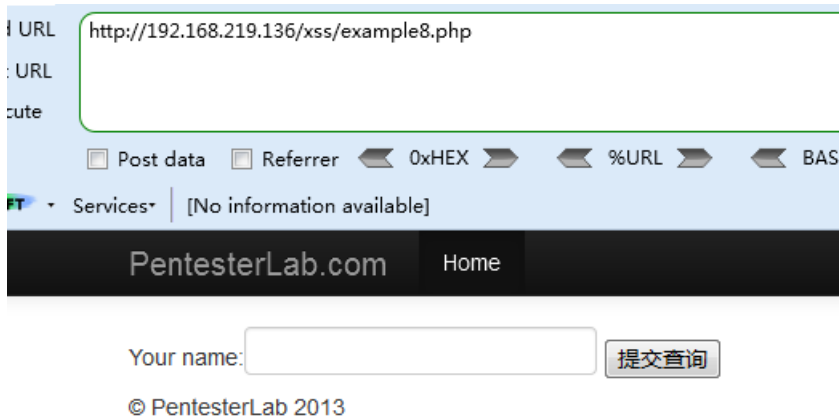 URL
http://192.168.219.136/xss/example8.php
URL
cute
Post data Referrer 0xHEX %URL BAS
FT Services [No information available]
PentesterLab.com Home
Your name: 提交查询
© PentesterLab 2013